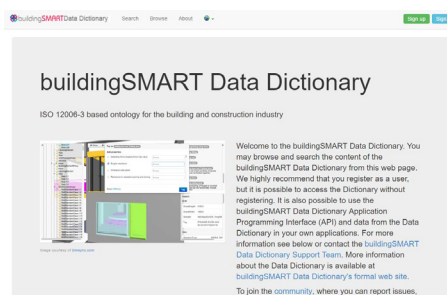 buildingSMARTData Dictionary Search Browse About Sign up Sign
buildingSMART Data Dictionary
ISO 12006-3 based ontology for the building and construction industry
Welcome to the buildingSMART Data Dictionary. You
may browse and search the content of the
buildingSMART Data Dictionary from this web page.
We highly recommend that you register as a user,
but it is possible to access the Dictionary without
registering. It is also possible to use the
buildingSMART Data Dictionary Application
Programming Interface (API) and data from the Data
Dictionary in your own applications. For more
information see below or contact the buildingSMART
Data Dictionary Support Team. More information
about the Data Dictionary is available at
buildingSMART Data Dictionary's formal web site.
To join the community, where you can report issues,
Image courtesy of